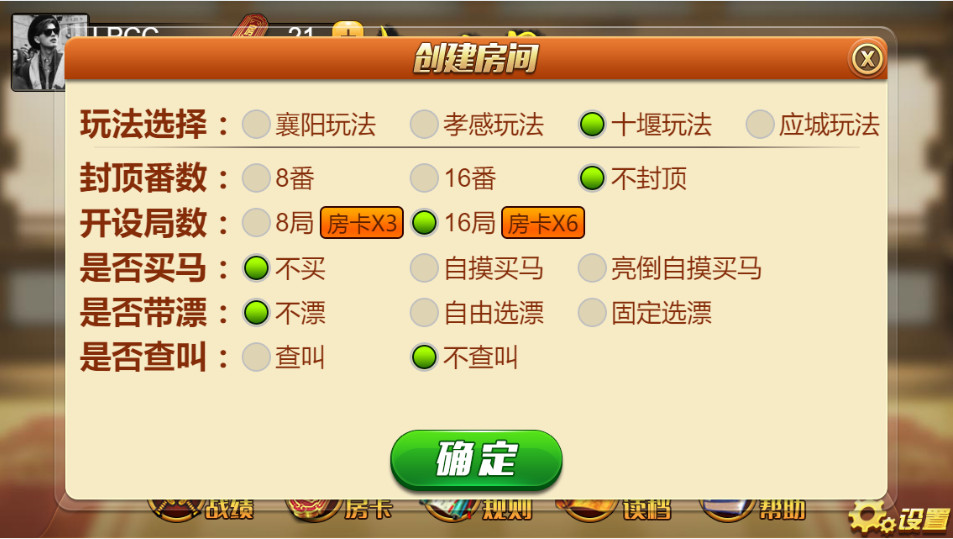 21
创建房间
玩法选择： 襄阳玩法 孝感玩法 十堰玩法 应城玩法
封顶番数： 8番 16番 不封顶
开设局数： 8局 房卡X3 16局 房卡X6
是否买马： 不买 自摸买马 亮倒自摸买马
是否带漂： 不漂 自由选漂 固定选漂
是否查叫： 查叫 不查叫
确定
战绩 房卡 规则 读档 帮助 设置